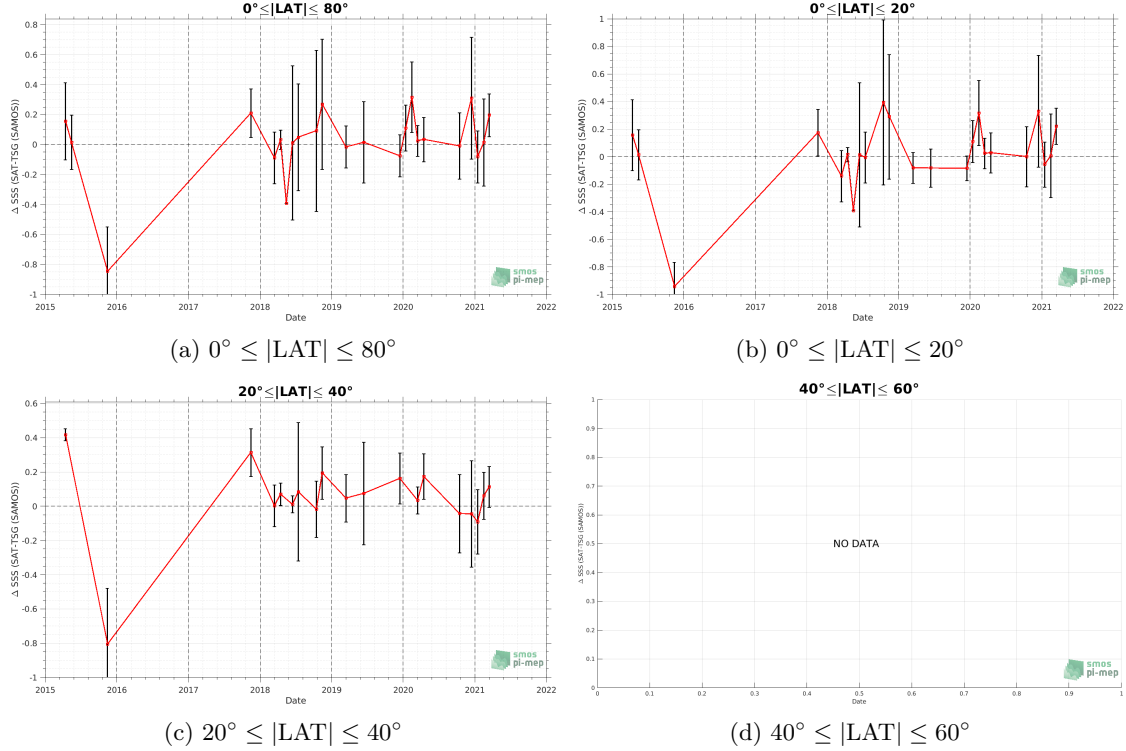 0°≤|LAT|≤ 80°
0.8
0.6
0.4
0.2
0
-0.2
-0.4
-0.6
-0.8
-1
Δ SSS (SAT-TSG (SAMOS))
2015 2016 2017 2018 2019 2020 2021 2022
Date
smos
pi-mep
(a) 0° ≤ |LAT| ≤ 80°
0°≤|LAT|≤ 20°
1
0.8
0.6
0.4
0.2
0
-0.2
-0.4
-0.6
-0.8
-1
Δ SSS (SAT-TSG (SAMOS))
2015 2016 2017 2018 2019 2020 2021 2022
Date
smos
pi-mep
(b) 0° ≤ |LAT| ≤ 20°
20°≤|LAT|≤ 40°
0.6
0.4
0.2
0
-0.2
-0.4
-0.6
-0.8
-1
Δ SSS (SAT-TSG (SAMOS))
2015 2016 2017 2018 2019 2020 2021 2022
Date
smos
pi-mep
(c) 20° ≤ |LAT| ≤ 40°
40°≤|LAT|≤ 60°
1
0.9
0.8
0.7
0.6
0.5
0.4
0.3
0.2
0.1
0
Δ SSS (SAT-TSG (SAMOS))
NO DATA
0 0.1 0.2 0.3 0.4 0.5 0.6 0.7 0.8 0.9 1
Date
smos
pi-mep
(d) 40° ≤ |LAT| ≤ 60°